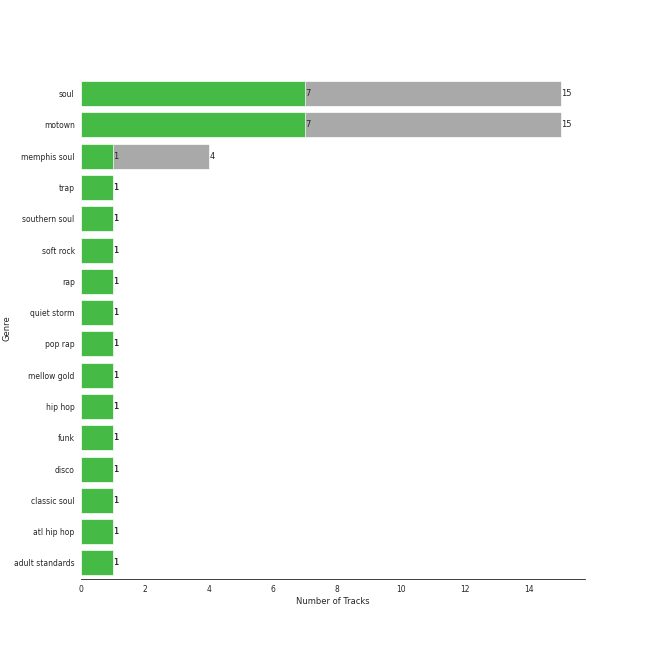 soul 7 15
motown 7 15
memphis soul 1 4
trap 1
southern soul 1
soft rock 1
rap 1
quiet storm 1
pop rap 1
mellow gold 1
hip hop 1
funk 1
disco 1
classic soul 1
atl hip hop 1
adult standards 1
0 2 4 6 8 10 12 14
Number of Tracks
Genre